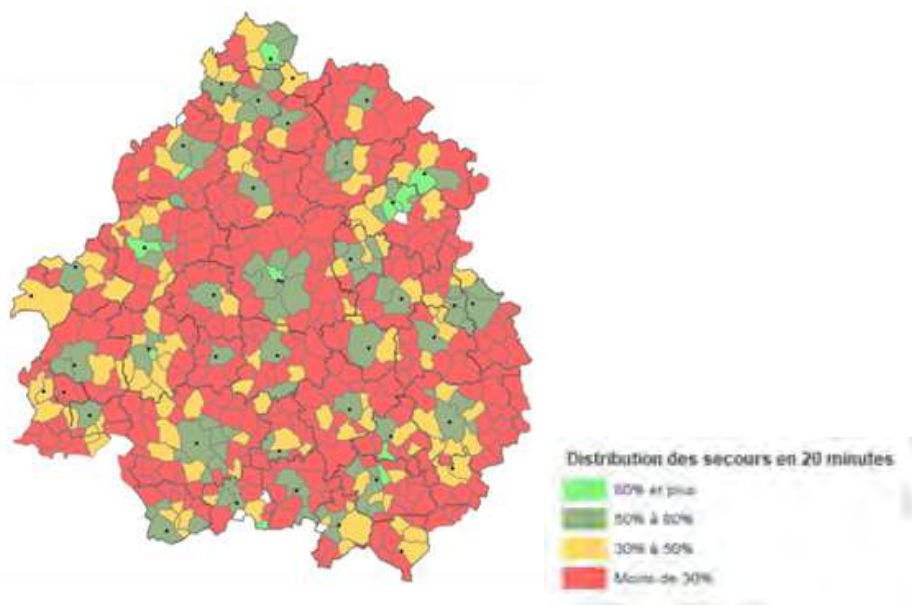 Distribution des secours en 20 minutes
80% et plus
50% à 80%
30% à 50%
Moins de 30%